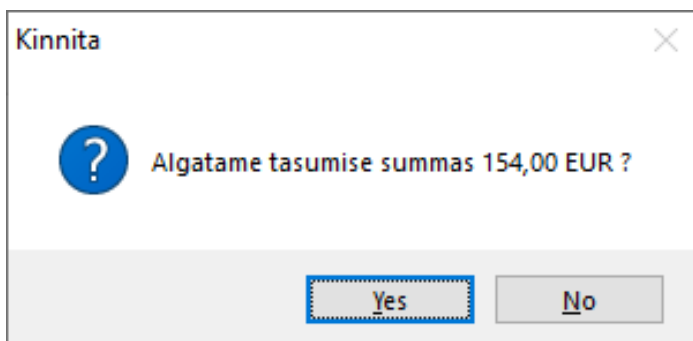 Kinnita
Algatame tasumise summas 154,00 EUR ?
Yes
No